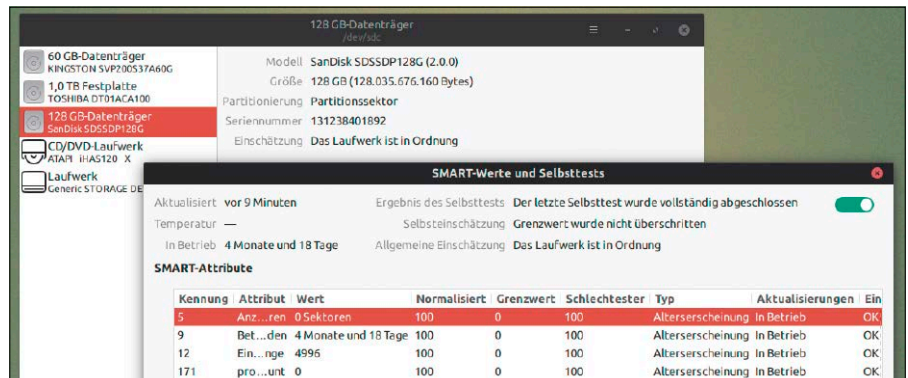 128 GB-Datenträger
/dev/sdc
60 GB-Datenträger
KINGSTON SVP200S37A60G
1,0 TB Festplatte
TOSHIBA DT01ACA100
128 GB-Datenträger
SanDisk SDSSDP128G
CD/DVD-Laufwerk
ATAPI iHAS120 X
Laufwerk
Generic STORAGE DE
Modell SanDisk SDSSDP128G (2.0.0)
Größe 128 GB (128.035.676.160 Bytes)
Partitionierung Partitionssektor
Seriennummer 131238401892
Einschätzung Das Laufwerk ist in Ordnung
SMART-Werte und Selbsttests
Aktualisiert vor 9 Minuten Ergebnis des Selbsttests Der letzte Selbsttest wurde vollständig abgeschlossen
Temperatur — Selbsteinschätzung Grenzwert wurde nicht überschritten
In Betrieb 4 Monate und 18 Tage Allgemeine Einschätzung Das Laufwerk ist in Ordnung
SMART-Attribute
Kennung Attribut Wert Normalisiert Grenzwert Schlechtester Typ Aktualisierungen Ein
5 Anz...ren 0 Sektoren 100 0 100 Alterserscheinung In Betrieb OK
9 Bet...den 4 Monate und 18 Tage 100 0 100 Alterserscheinung In Betrieb OK
12 Ein...nge 4996 100 0 100 Alterserscheinung In Betrieb OK
171 pro...unt 0 100 0 100 Alterserscheinung In Betrieb OK